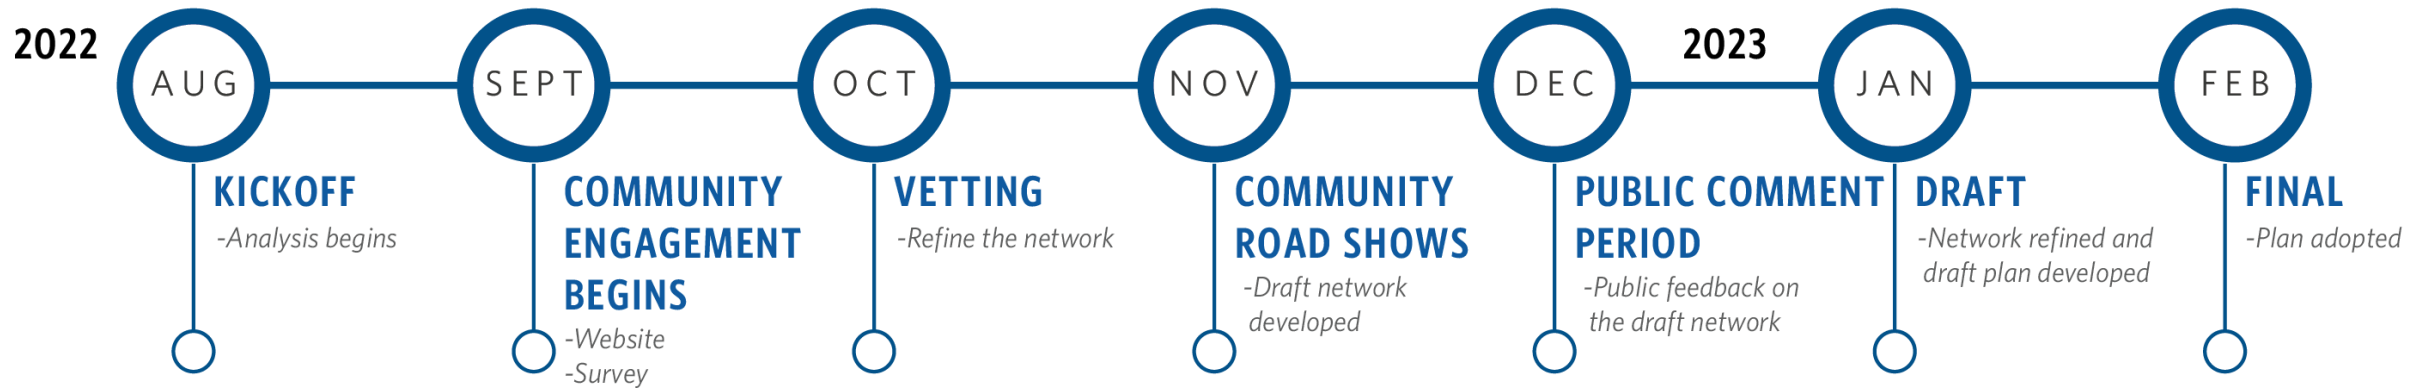 2022
AUG
SEPT
OCT
NOV
DEC
2023
JAN
FEB
KICKOFF
-Analysis begins
COMMUNITY
ENGAGEMENT
BEGINS
-Website
-Survey
VETTING
-Refine the network
COMMUNITY
ROAD SHOWS
-Draft network
developed
PUBLIC COMMENT
PERIOD
-Public feedback on
the draft network
DRAFT
-Network refined and
draft plan developed
FINAL
-Plan adopted